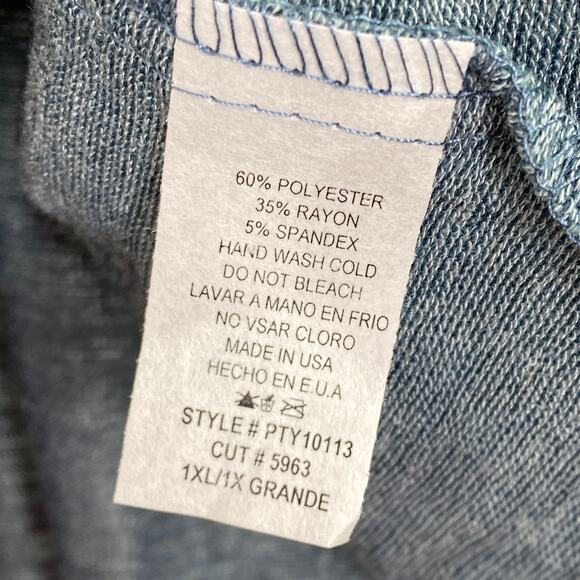 60% POLYESTER
35% RAYON
5% SPANDEX
HAND WASH COLD
DO NOT BLEACH
LAVAR A MANO EN FRIO
NO VSAR CLORO
MADE IN USA
HECHO EN E.U.A
STYLE # PTY10113
CUT # 5963
1XL/1X GRANDE